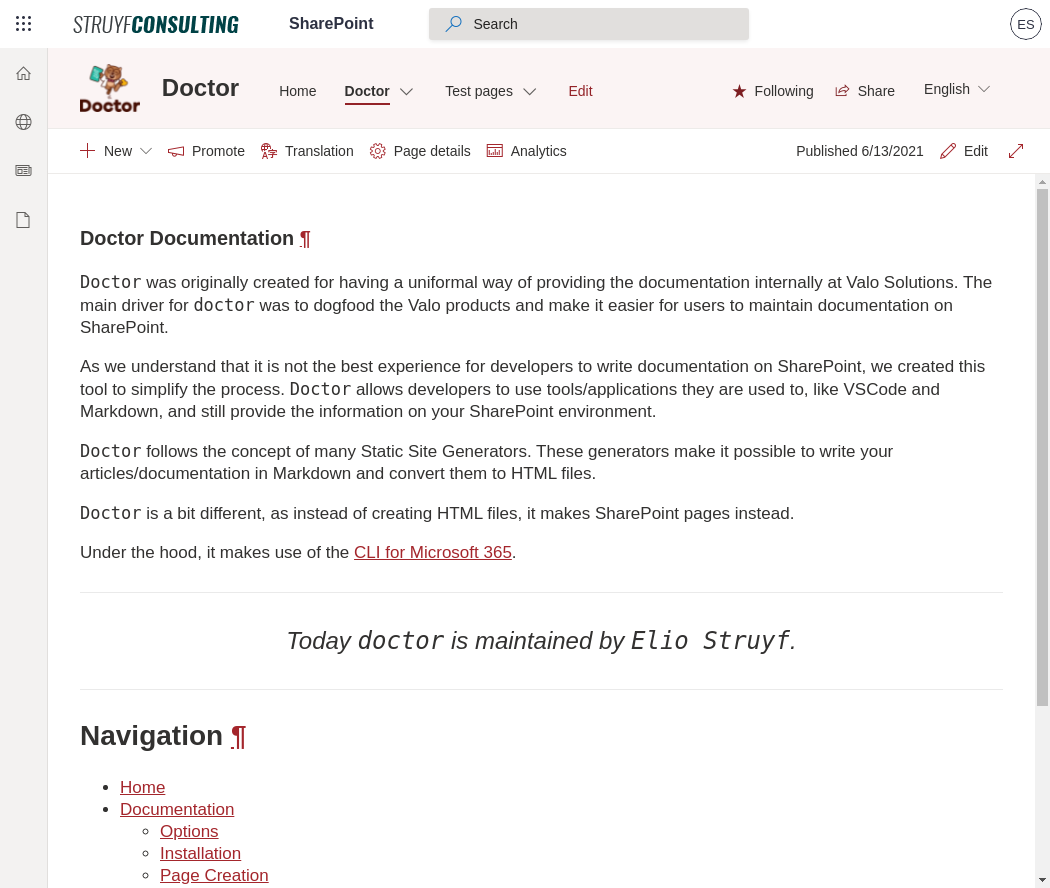 STRUYFCONSULTING SharePoint Search ES
Doctor Doctor Home Doctor Test pages Edit Following Share English
New Promote Translation Page details Analytics Published 6/13/2021 Edit
Doctor Documentation ¶
Doctor was originally created for having a uniformal way of providing the documentation internally at Valo Solutions. The
main driver for doctor was to dogfood the Valo products and make it easier for users to maintain documentation on
SharePoint.
As we understand that it is not the best experience for developers to write documentation on SharePoint, we created this
tool to simplify the process. Doctor allows developers to use tools/applications they are used to, like VSCode and
Markdown, and still provide the information on your SharePoint environment.
Doctor follows the concept of many Static Site Generators. These generators make it possible to write your
articles/documentation in Markdown and convert them to HTML files.
Doctor is a bit different, as instead of creating HTML files, it makes SharePoint pages instead.
Under the hood, it makes use of the CLI for Microsoft 365.
Today doctor is maintained by Elio Struyf.
Navigation ¶
Home
Documentation
Options
Installation
Page Creation